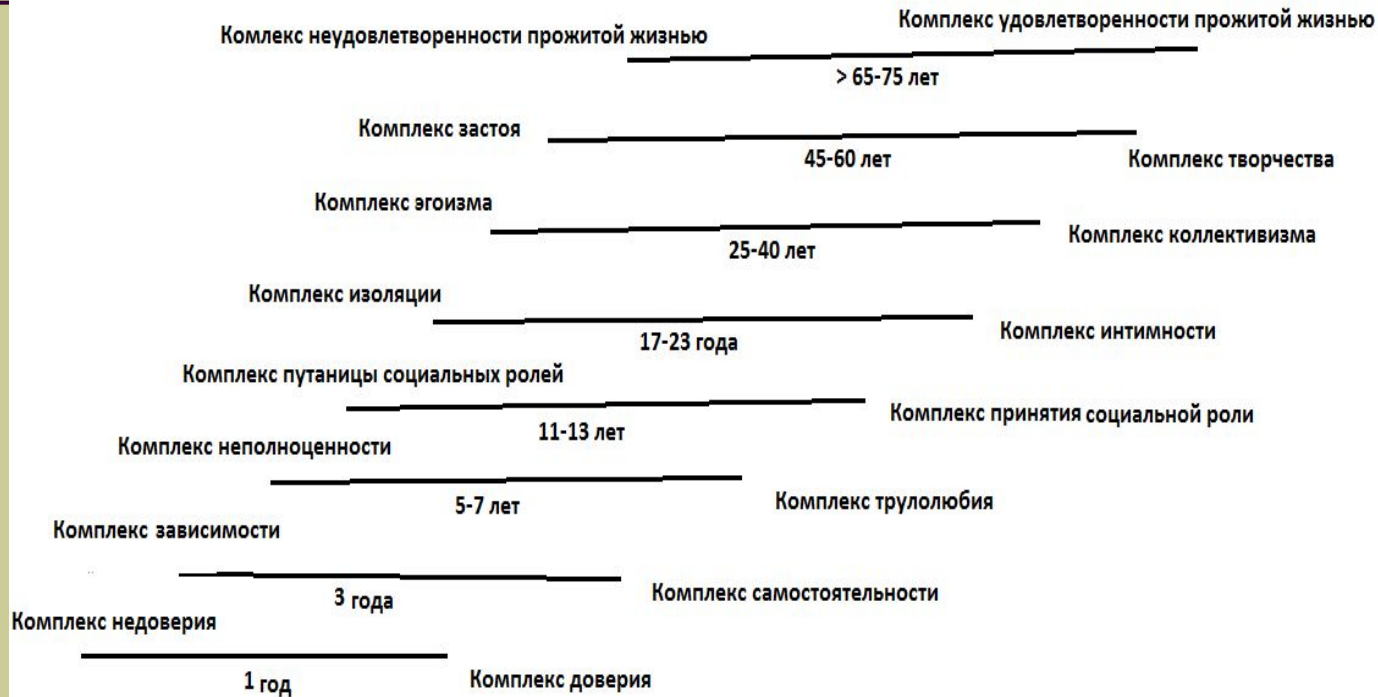 Комлекс неудовлетворенности прожитой жизнью
Комплекс удовлетворенности прожитой жизнью
> 65-75 лет
Комплекс застоя
45-60 лет
Комплекс творчества
Комплекс эгоизма
25-40 лет
Комплекс коллективизма
Комплекс изоляции
17-23 года
Комплекс интимности
Комплекс путаницы социальных ролей
11-13 лет
Комплекс принятия социальной роли
Комплекс неполноценности
5-7 лет
Комплекс трулолюбия
Комплекс зависимости
3 года
Комплекс самостоятельности
Комплекс недоверия
1 год
Комплекс доверия